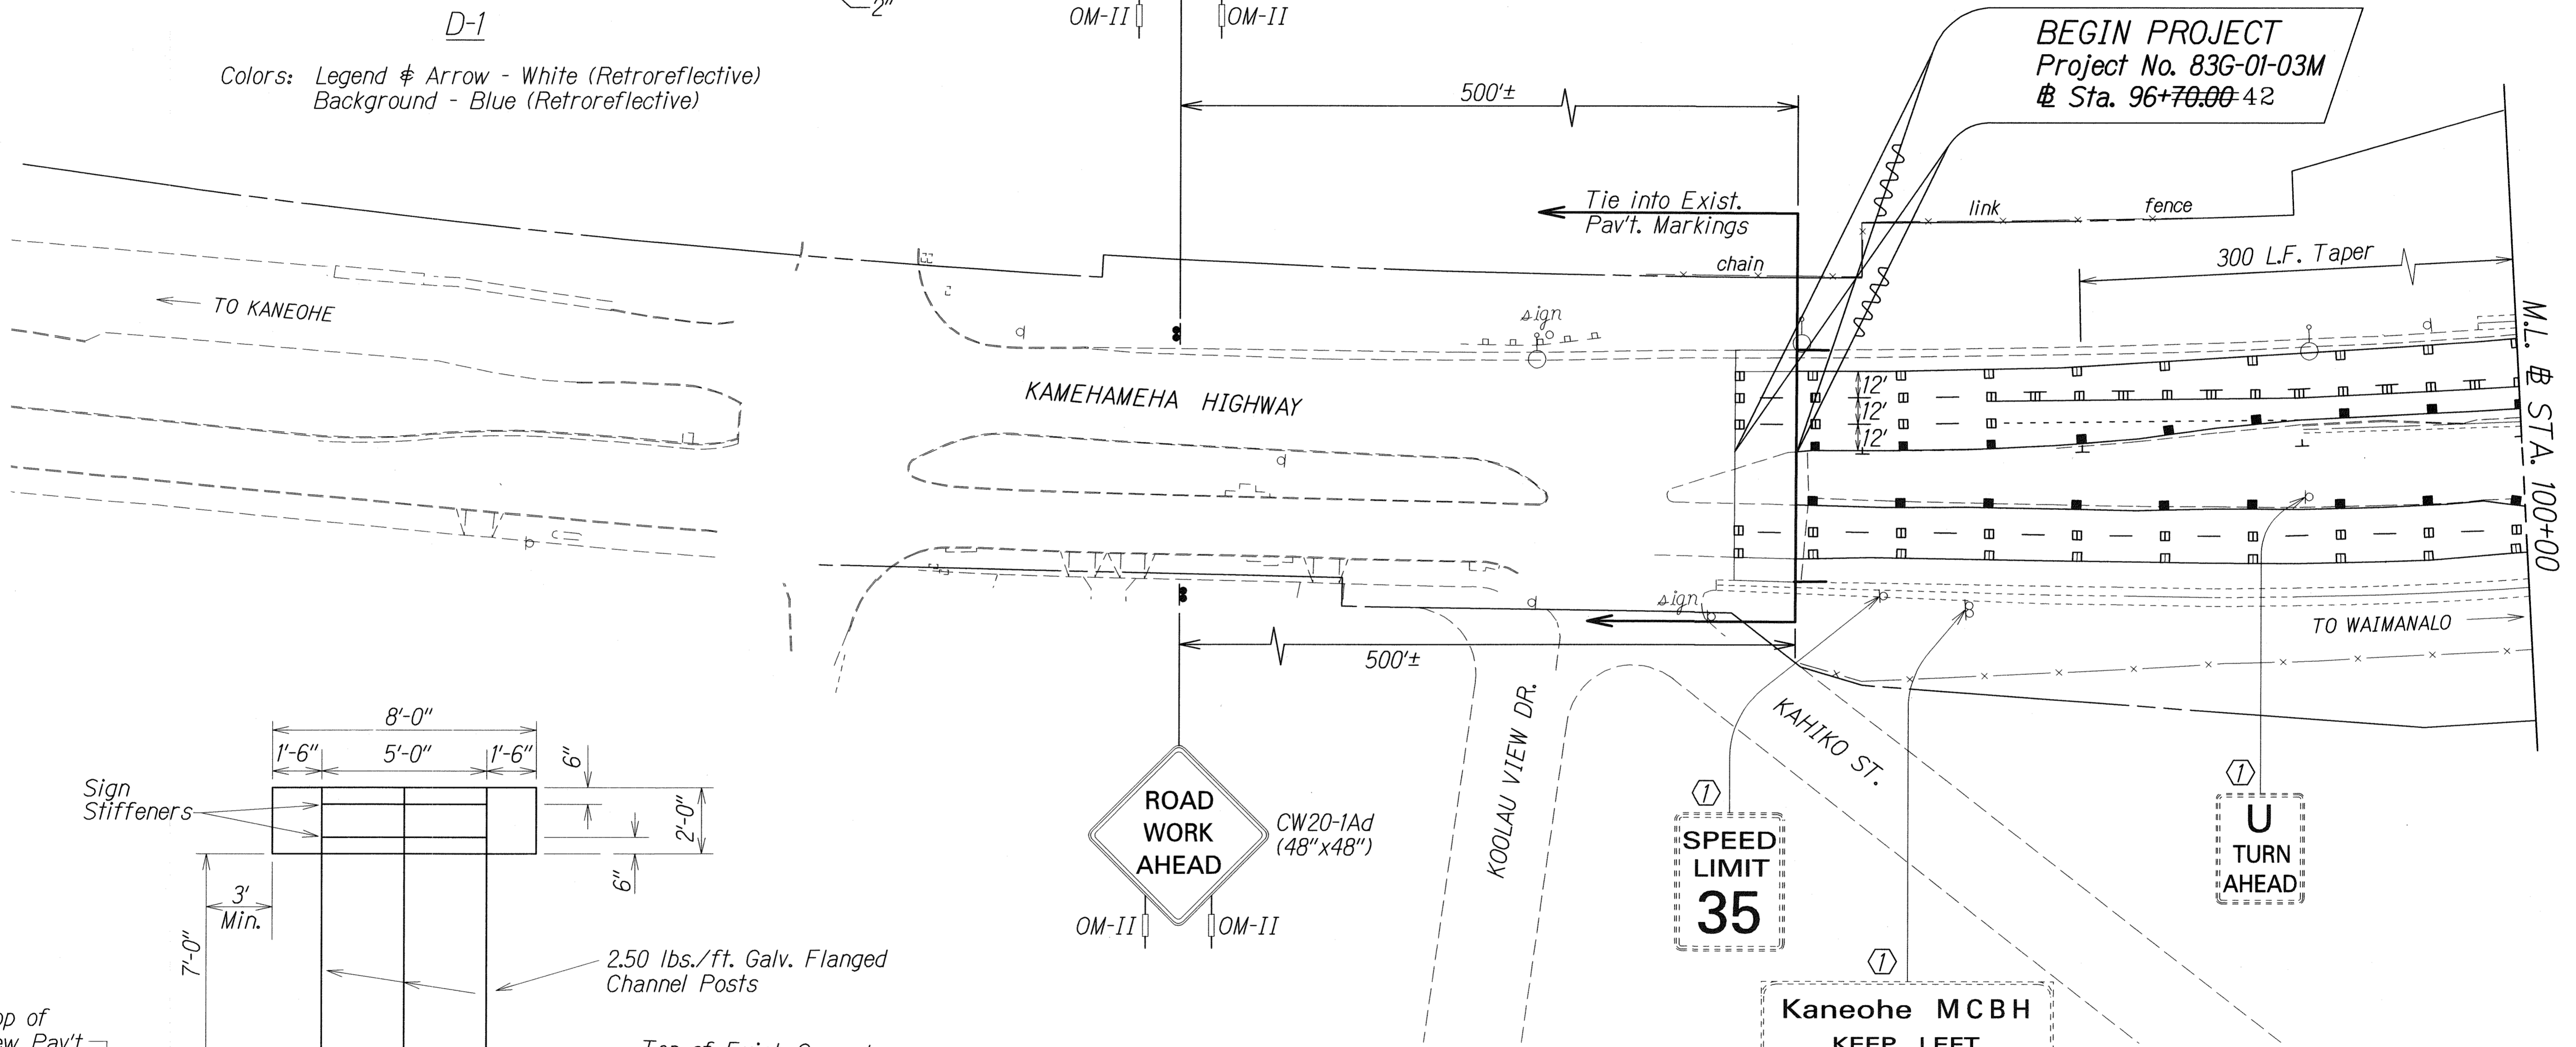 D-1
Colors: Legend & Arrow - White (Retroreflective)
Background - Blue (Retroreflective)
2"
OM-II
OM-II
BEGIN PROJECT
Project No. 83G-01-03M
℄ Sta. 96+70.00 42
500'±
Tie into Exist.
Pav't. Markings
chain
link
fence
300 L.F. Taper
TO KANEOHE
sign
KAMEHAMEHA HIGHWAY
12'
12'
12'
M.L. ℄ STA. 100+00
sign
TO WAIMANALO
500'±
KOOLAU VIEW DR.
KAHIKO ST.
8'-0"
1'-6"
5'-0"
1'-6"
6"
Sign
Stiffeners
2'-0"
6"
3'
Min.
7'-0"
2.50 lbs./ft. Galv. Flanged
Channel Posts
ROAD
WORK
AHEAD
CW20-1Ad
(48"x48")
OM-II
OM-II
1
SPEED
LIMIT
35
1
U
TURN
AHEAD
1
Kaneohe MCBH
KEEP LEFT